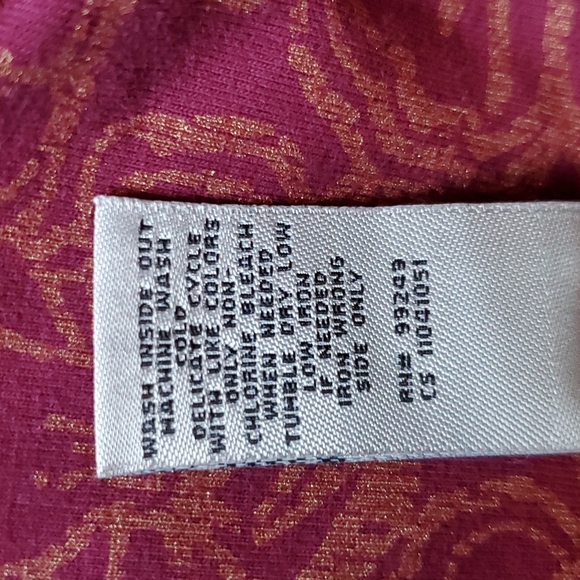 WASH INSIDE OUT
MACHINE WASH
COLD
DELICATE CYCLE
WITH LIKE COLORS
ONLY NON-
CHLORINE BLEACH
WHEN NEEDED
TUMBLE DRY LOW
LOW IRON
IF NEEDED
IRON WRONG
SIDE ONLY
RN# 99249
CS 11041051